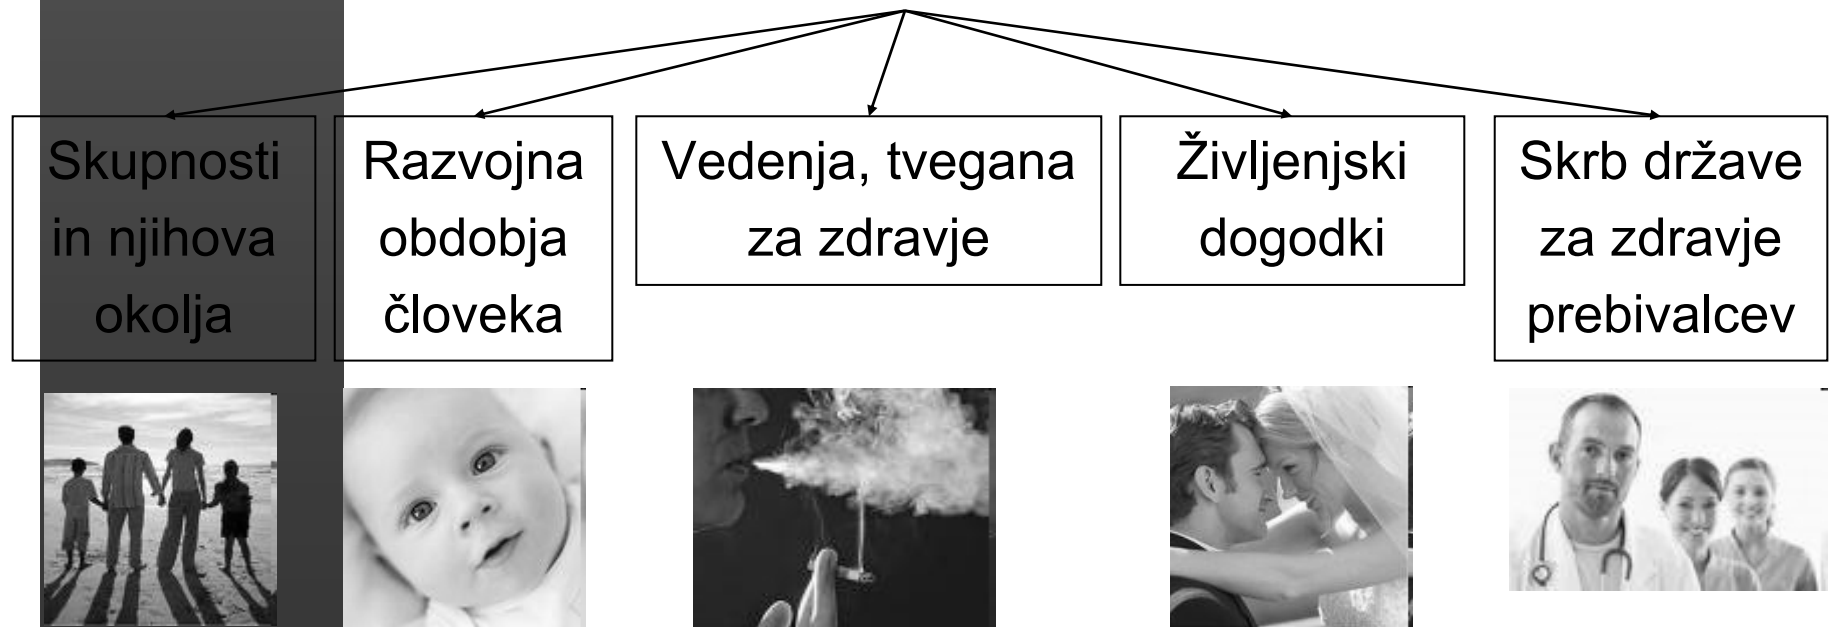 Skupnosti
in njihova
okolja
Razvojna
obdobja
človeka
Vedenja, tvegana
za zdravje
Življenjski
dogodki
Skrb države
za zdravje
prebivalcev